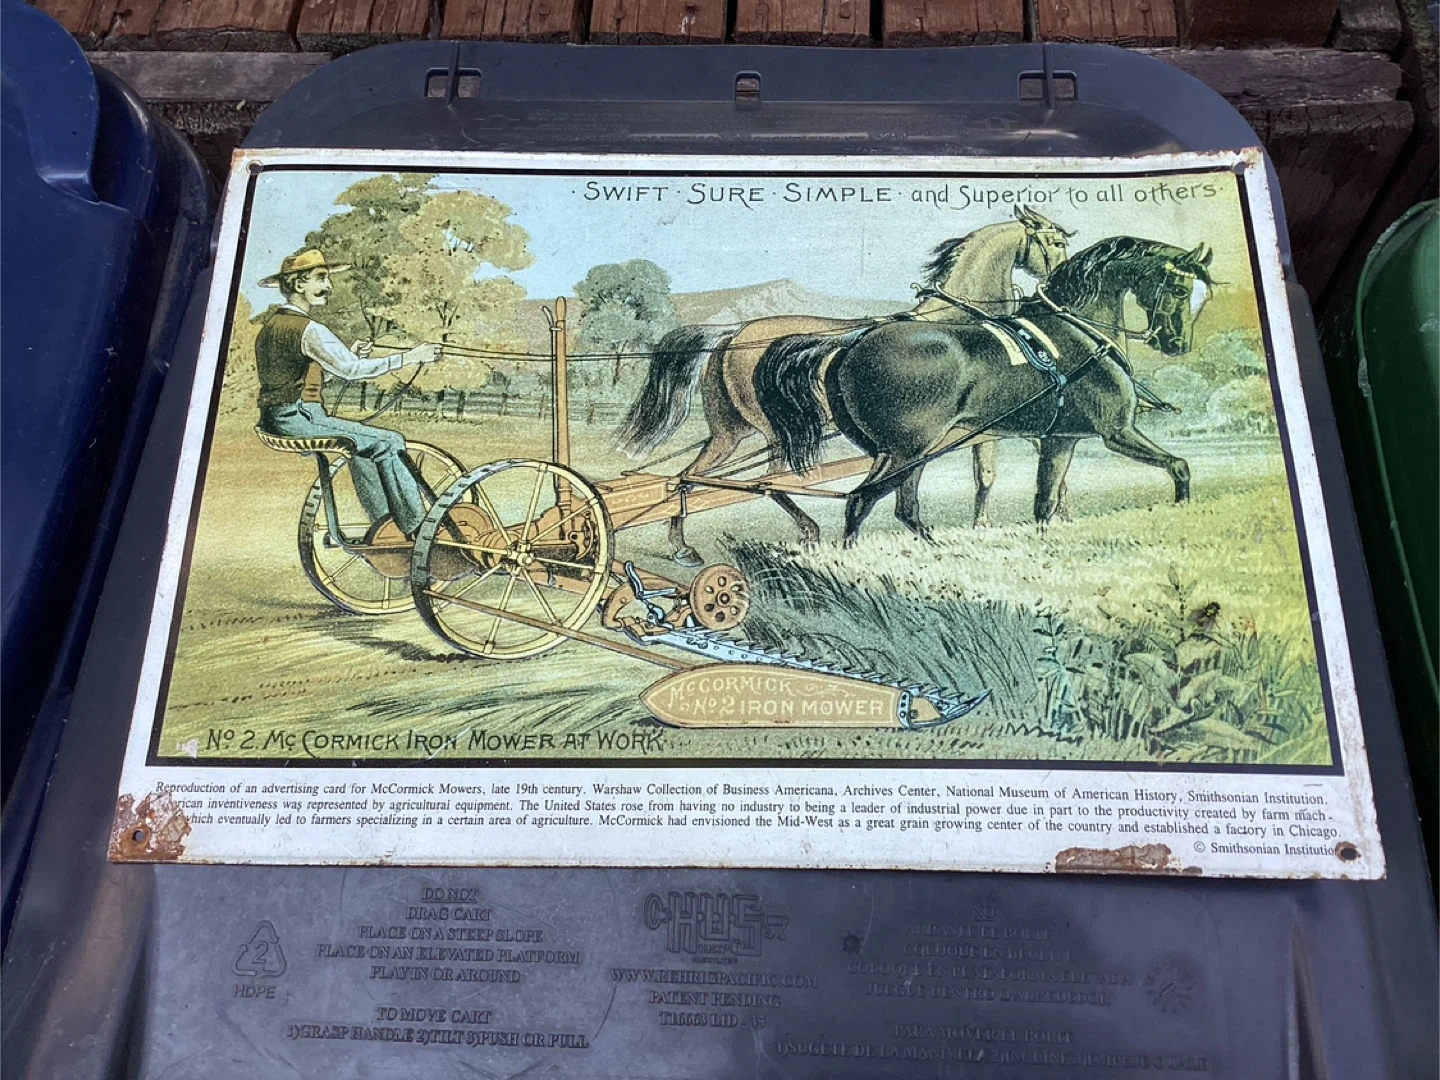 · SWIFT · SURE · SIMPLE · and Superior to all others ·
McCORMICK
No 2 IRON MOWER
No 2. McCORMICK IRON MOWER AT WORK.
Reproduction of an advertising card for McCormick Mowers, late 19th century. Warshaw Collection of Business Americana, Archives Center, National Museum of American History, Smithsonian Institution.
rican inventiveness was represented by agricultural equipment. The United States rose from having no industry to being a leader of industrial power due in part to the productivity created by farm mach-
which eventually led to farmers specializing in a certain area of agriculture. McCormick had envisioned the Mid-West as a great grain growing center of the country and established a factory in Chicago.
© Smithsonian Institutio
DO NOT
DRAG CART
PLACE ON A STEEP SLOPE
PLACE ON AN ELEVATED PLATFORM
PLAY IN OR AROUND
TO MOVE CART
1)GRASP HANDLE 2)TILT 3)PUSH OR PULL
2
HDPE
WWW.REHRIGPACIFIC.COM
PATENT PENDING
NO
PARA MOVER EL BOTE